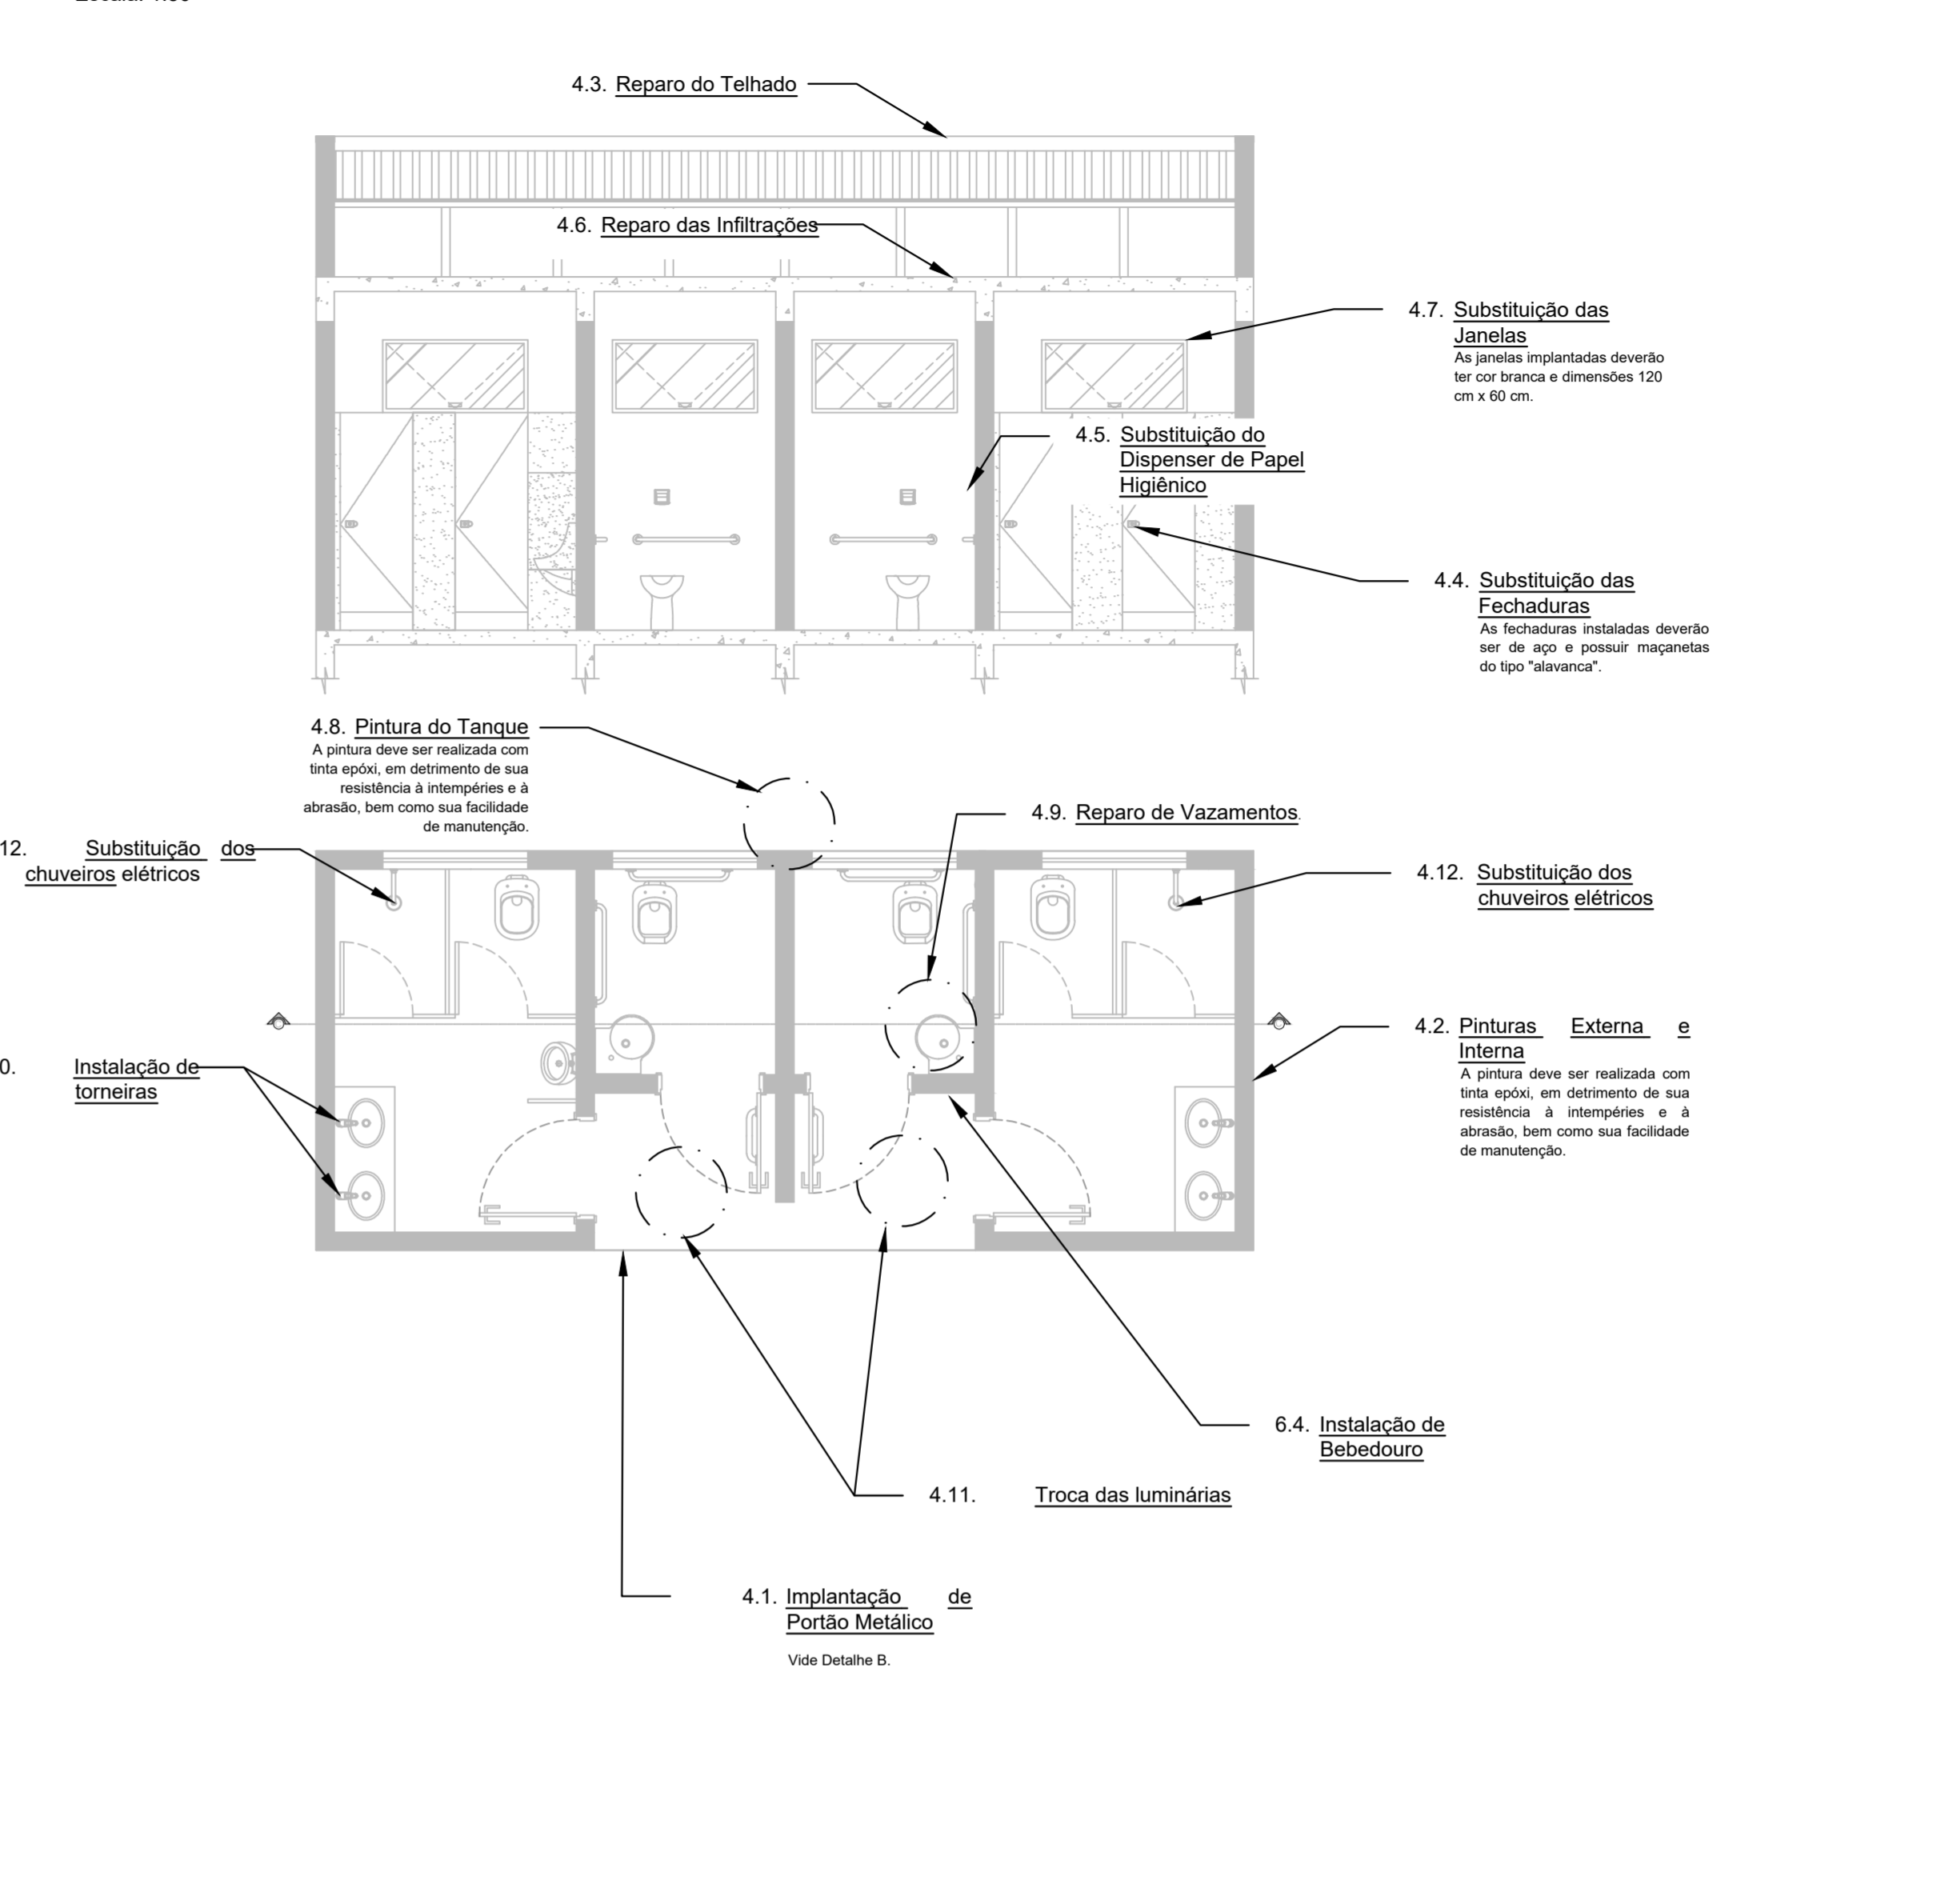 4.3. Reparo do Telhado
4.6. Reparo das Infiltrações
4.7. Substituição das
Janelas
As janelas implantadas deverão
ter cor branca e dimensões 120
cm x 60 cm.
4.5. Substituição do
Dispenser de Papel
Higiênico
4.4. Substituição das
Fechaduras
As fechaduras instaladas deverão
ser de aço e possuir maçanetas
do tipo "alavanca".
4.8. Pintura do Tanque
A pintura deve ser realizada com
tinta epóxi, em detrimento de sua
resistência à intempéries e à
abrasão, bem como sua facilidade
de manutenção.
4.9. Reparo de Vazamentos.
12. Substituição dos
chuveiros elétricos
4.12. Substituição dos
chuveiros elétricos
4.2. Pinturas Externa e
Interna
A pintura deve ser realizada com
tinta epóxi, em detrimento de sua
resistência à intempéries e à
abrasão, bem como sua facilidade
de manutenção.
0. Instalação de
torneiras
6.4. Instalação de
Bebedouro
4.11. Troca das luminárias
4.1. Implantação de
Portão Metálico
Vide Detalhe B.